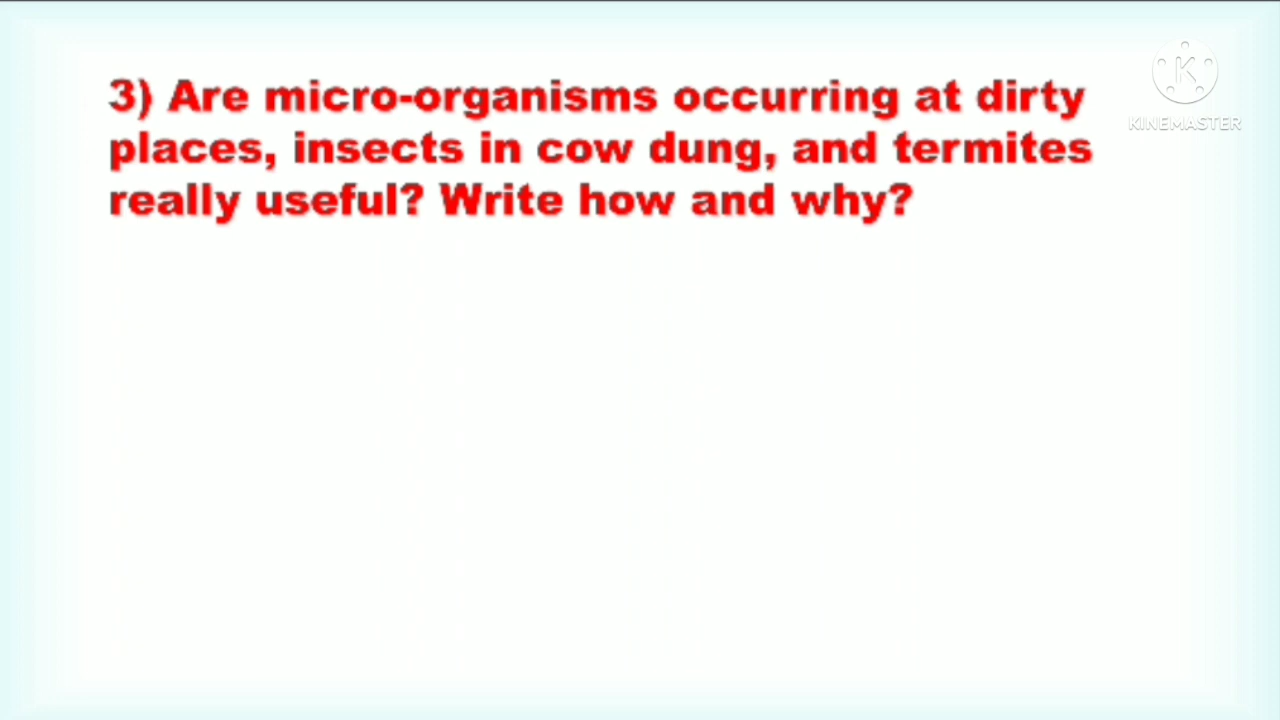 3) Are micro-organisms occurring at dirty
places, insects in cow dung, and termites
really useful? Write how and why?
K
KINEMASTER